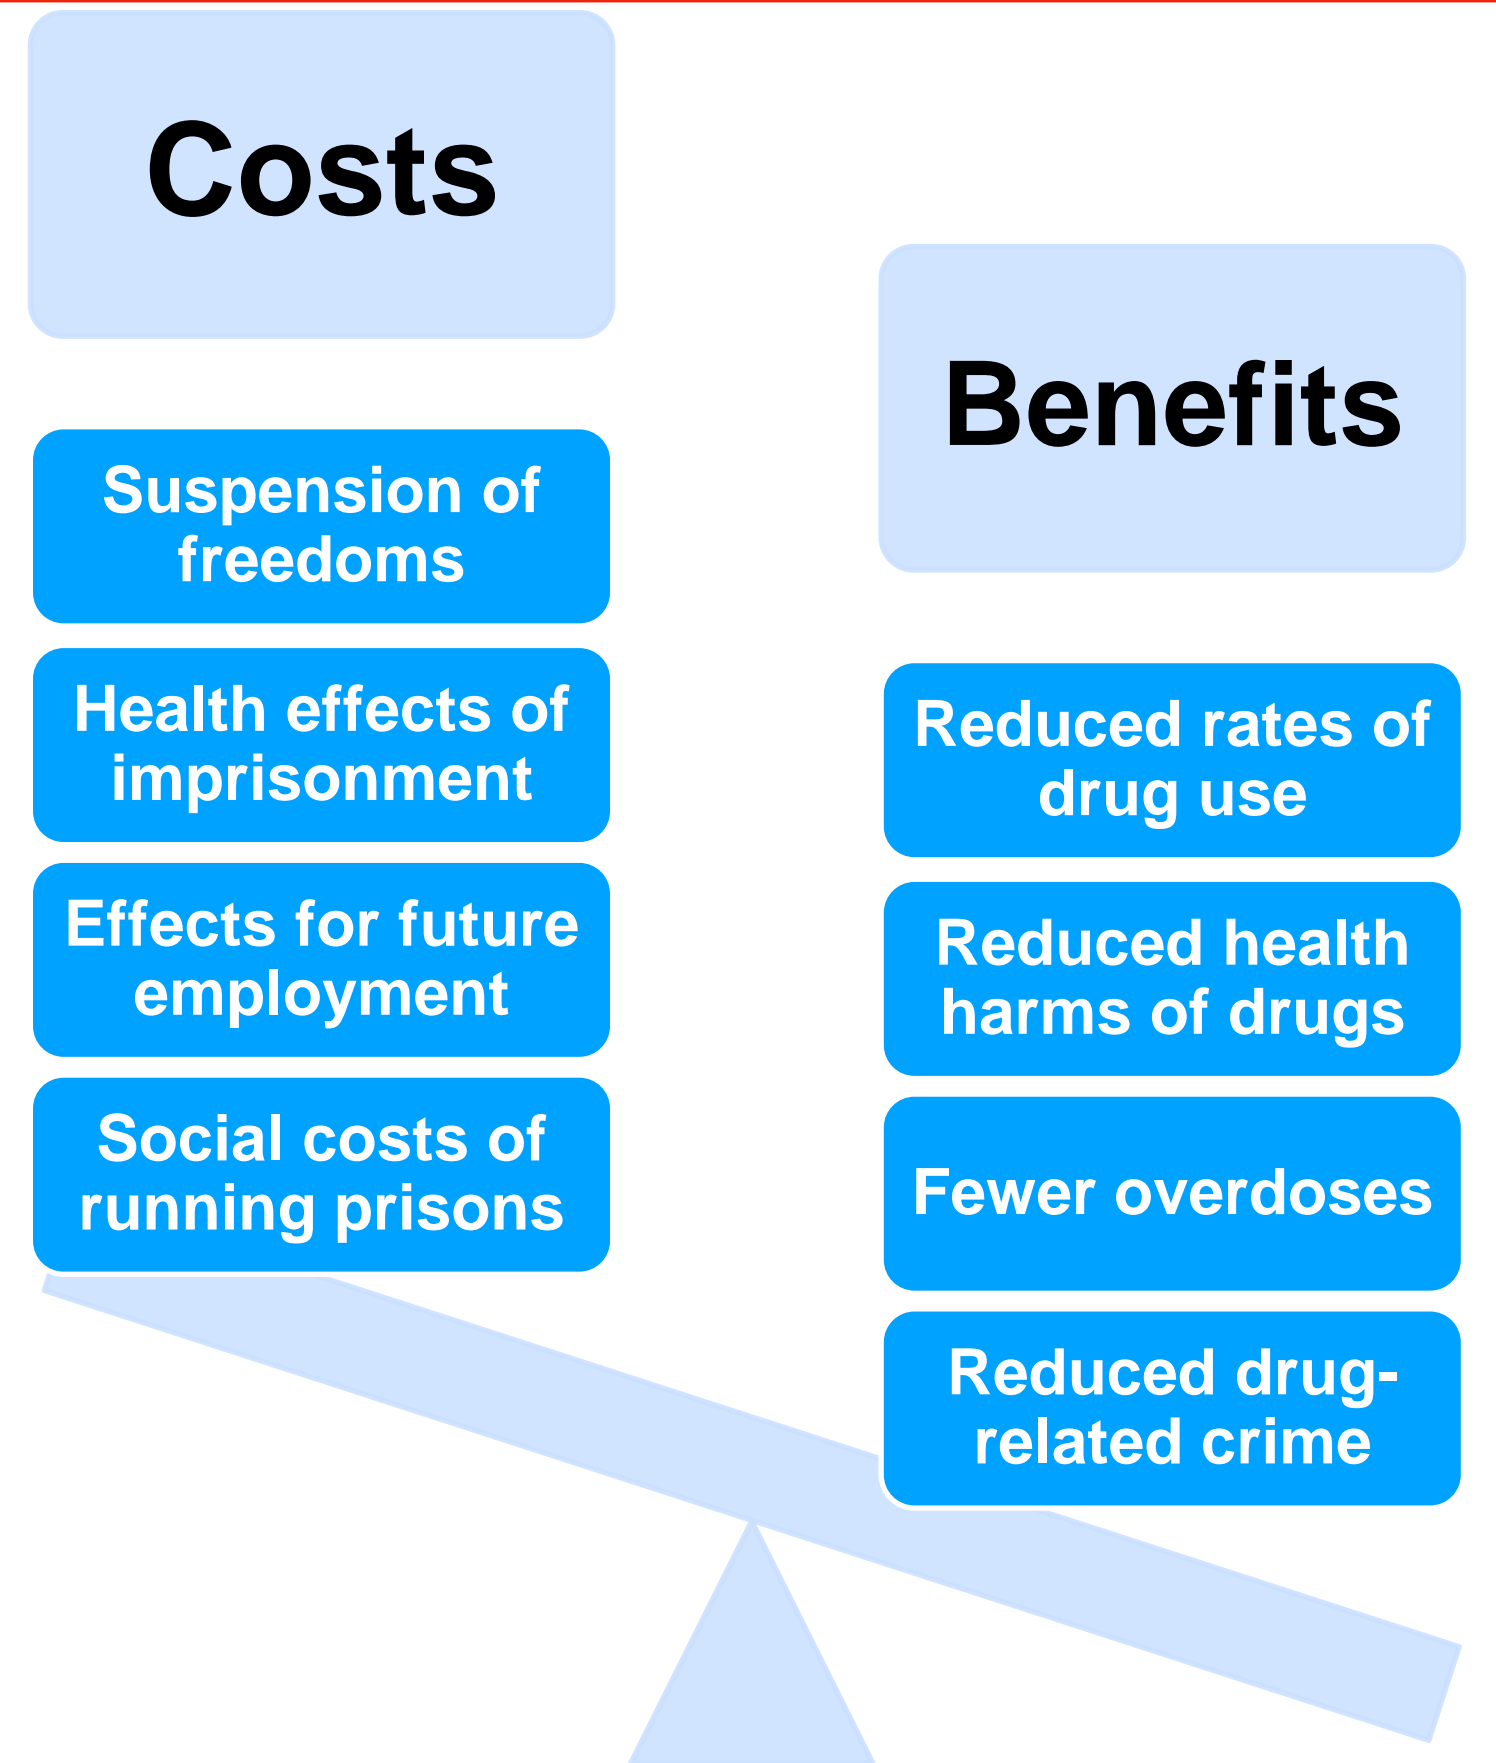 Costs
Suspension of
freedoms
Health effects of
imprisonment
Effects for future
employment
Social costs of
running prisons
Benefits
Reduced rates of
drug use
Reduced health
harms of drugs
Fewer overdoses
Reduced drug-
related crime